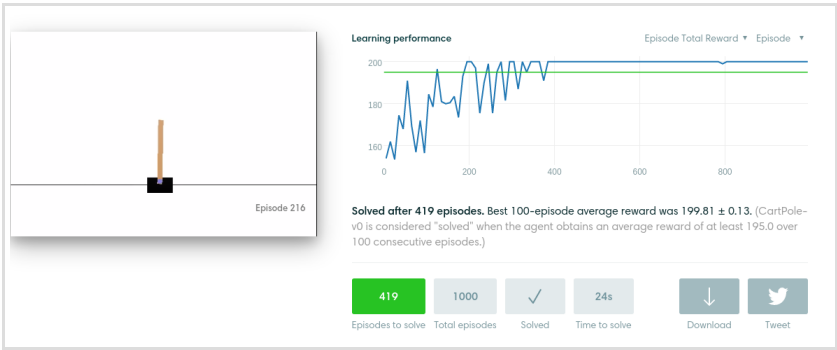 Learning performance
Episode Total Reward ▼ Episode ▼
200
180
160
0 200 400 600 800
Episode 216
Solved after 419 episodes. Best 100-episode average reward was 199.81 ± 0.13. (CartPole-
v0 is considered "solved" when the agent obtains an average reward of at least 195.0 over
100 consecutive episodes.)
419 1000 24s
Episodes to solve Total episodes Solved Time to solve Download Tweet